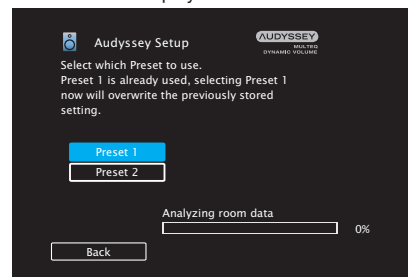 Audyssey Setup
AUDYSSEY
MULTEQ
DYNAMIC VOLUME
Select which Preset to use.
Preset 1 is already used, selecting Preset 1
now will overwrite the previously stored
setting.
Preset 1
Preset 2
Analyzing room data
0%
Back